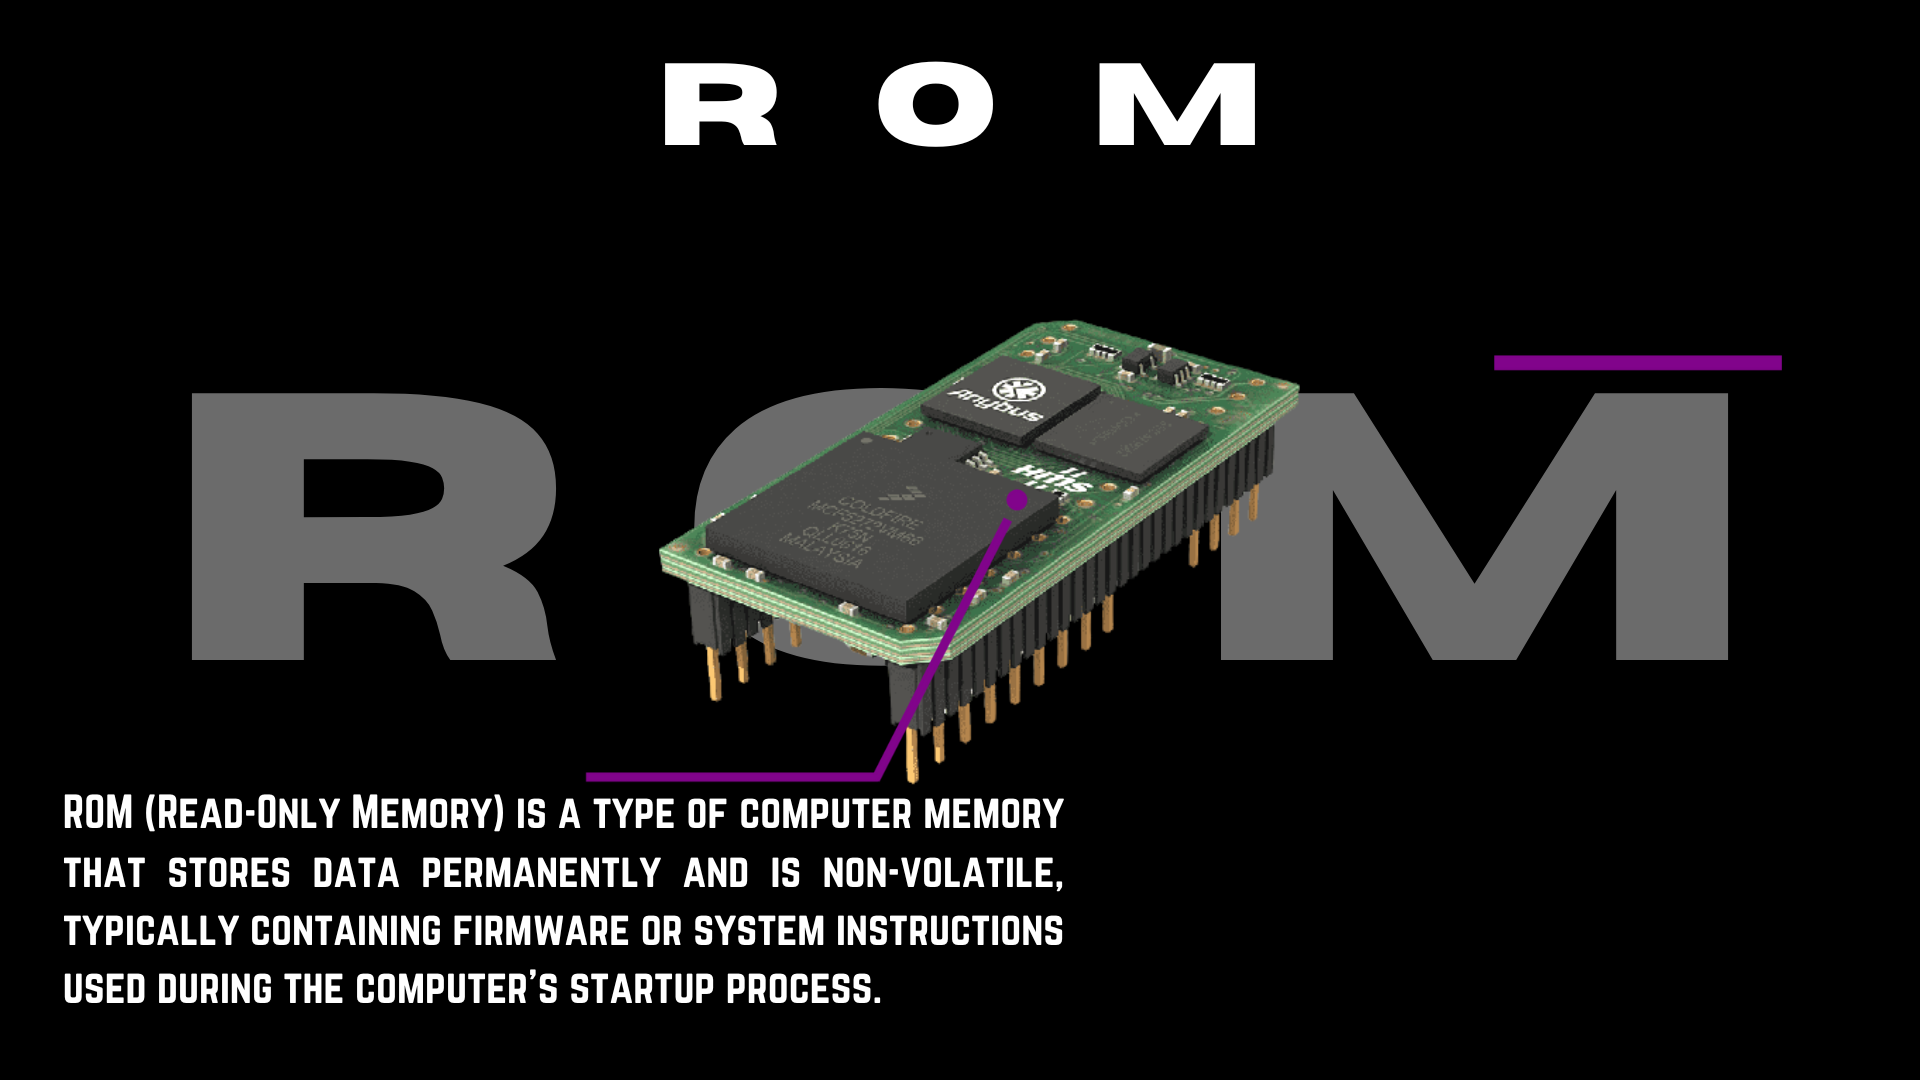 R O M
ROM
Anybus
HMS
COLDFIRE
MALAYSIA
ROM (Read-Only Memory) is a type of computer memory
that stores data permanently and is non-volatile,
typically containing firmware or system instructions
used during the computer's startup process.